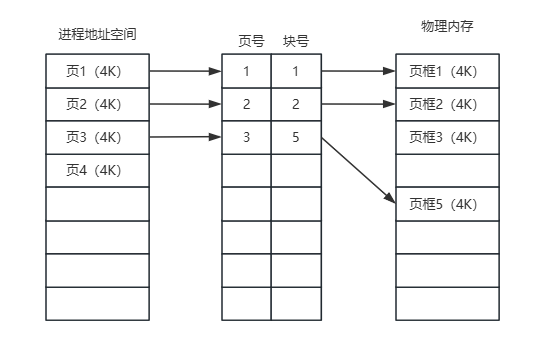 进程地址空间 页号 块号 物理内存
页1（4K） 1 1 页框1（4K）
页2（4K） 2 2 页框2（4K）
页3（4K） 3 5 页框3（4K）
页4（4K）
页框5（4K）